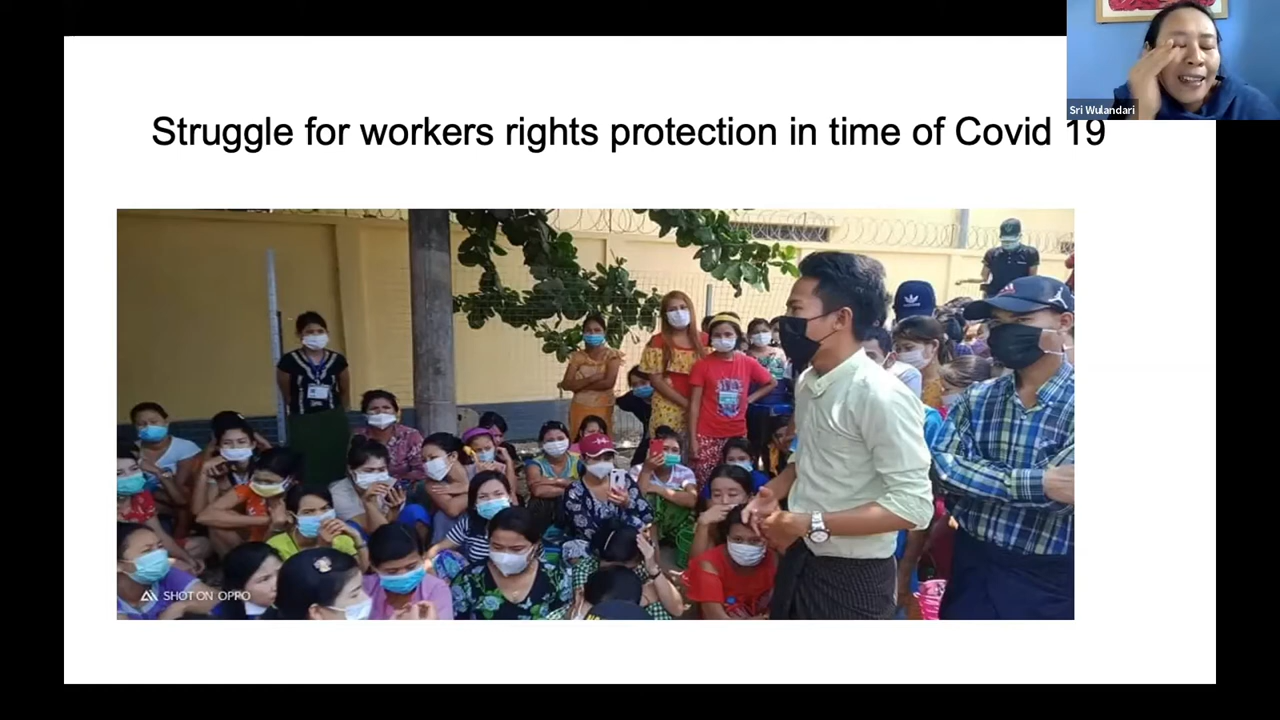 Struggle for workers rights protection in time of Covid 19
Sri Wulandari
SHOT ON OPPO